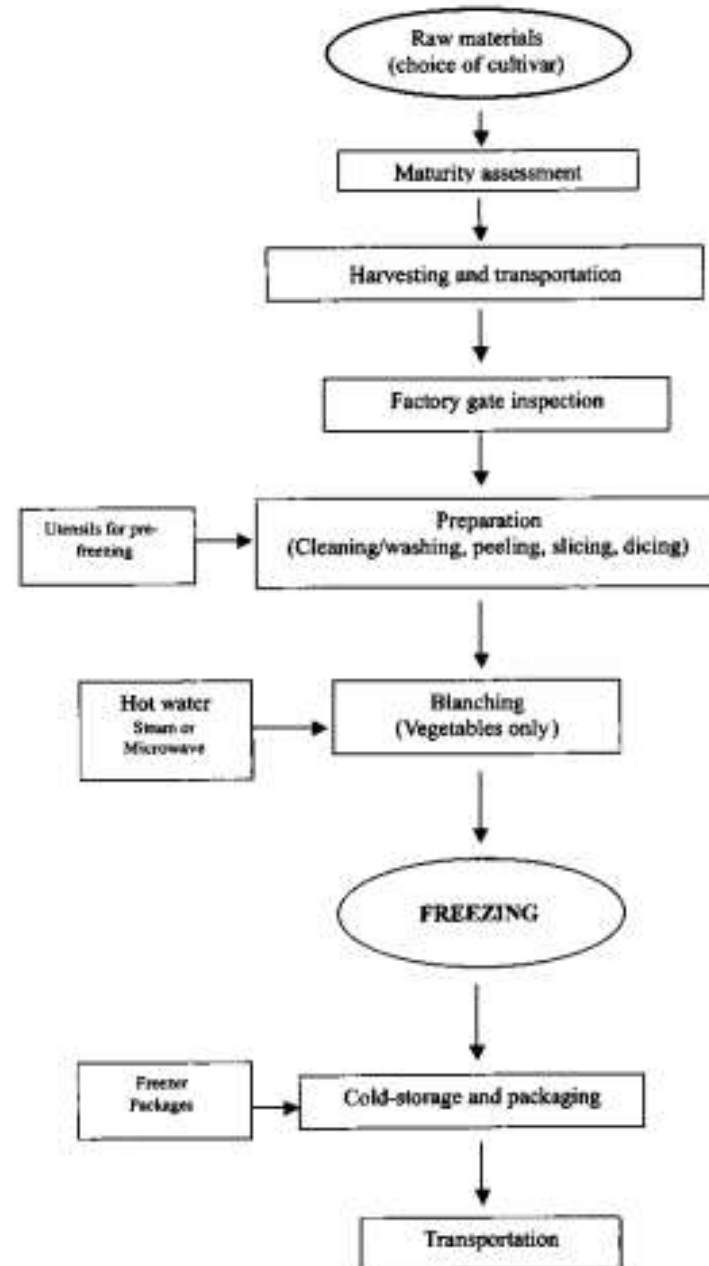 Raw materials
(choice of cultivar)
Maturity assessment
Harvesting and transportation
Factory gate inspection
Utensils for pre-
freezing
Preparation
(Cleaning/washing, peeling, slicing, dicing)
Hot water
Steam or
Microwave
Blanching
(Vegetables only)
FREEZING
Freezer
Packages
Cold-storage and packaging
Transportation